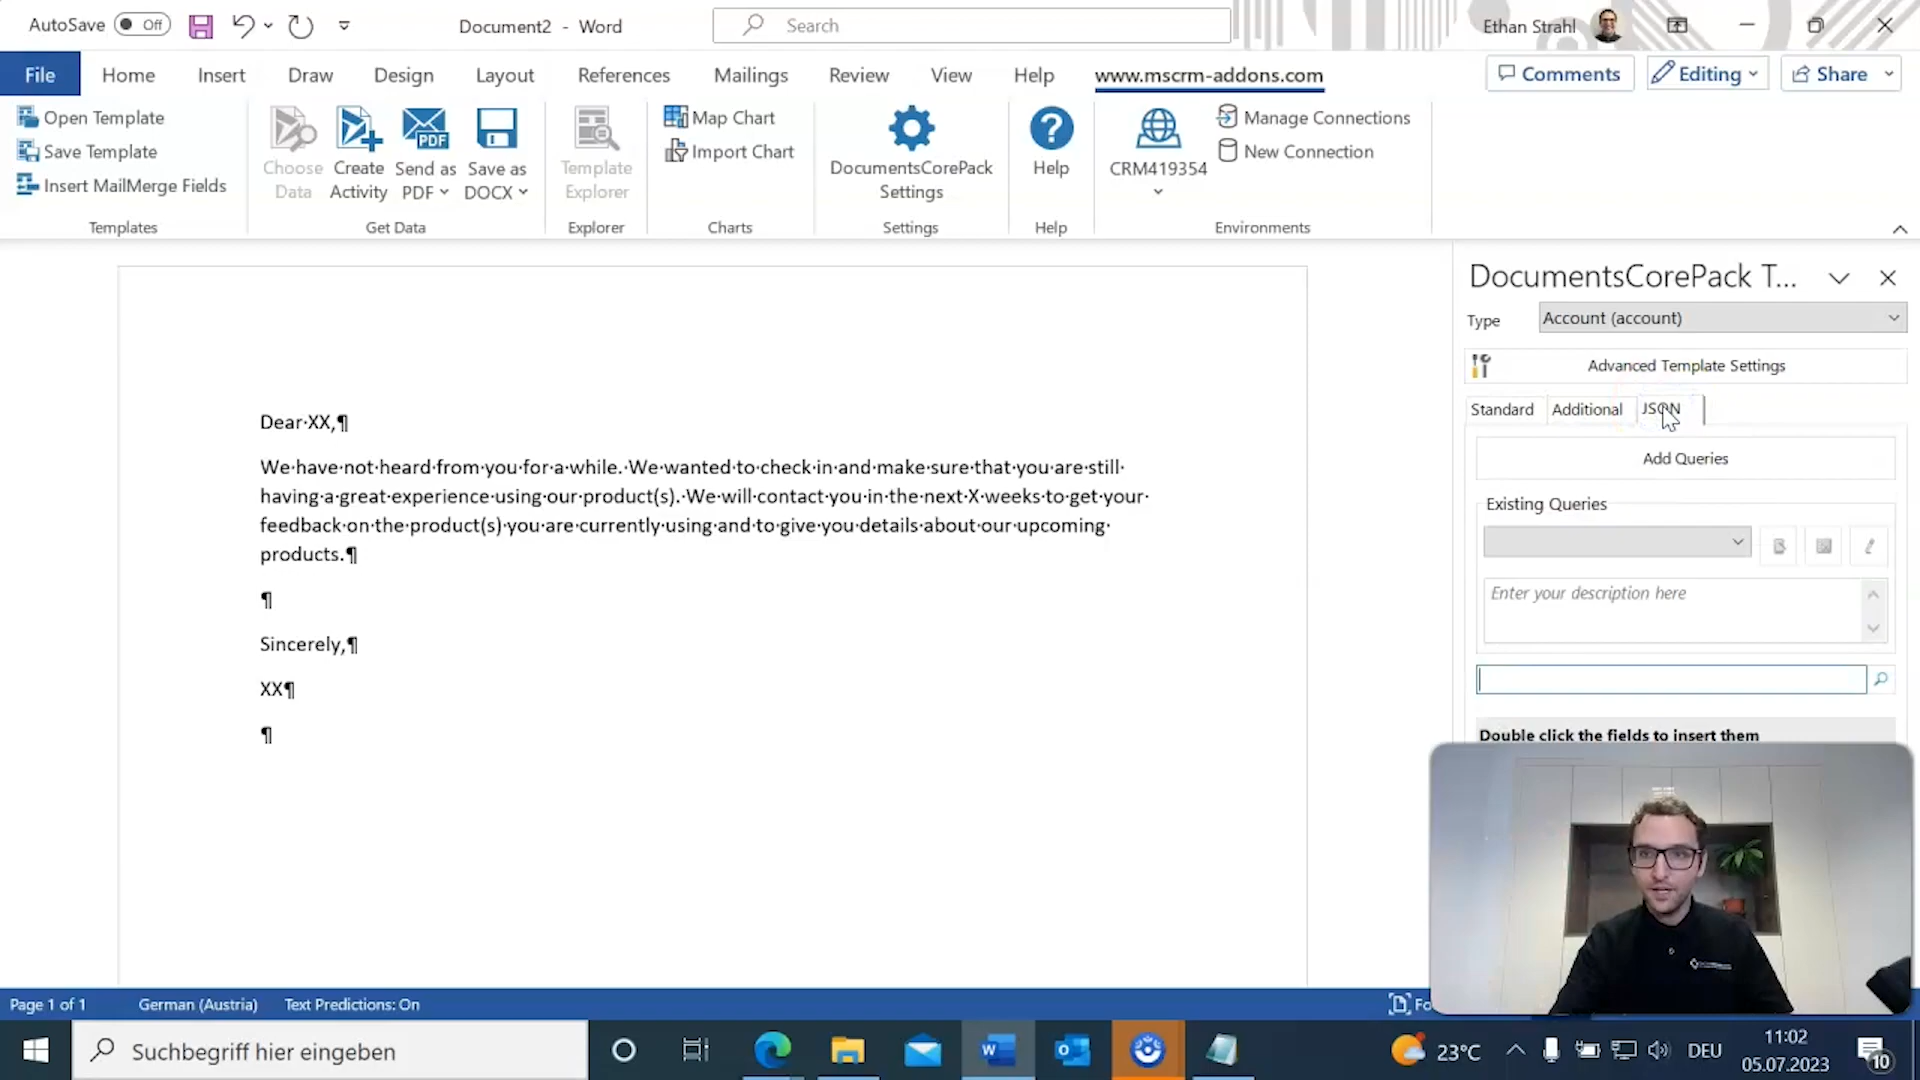 AutoSave Off
Document2 - Word
Search
Ethan Strahl
File Home Insert Draw Design Layout References Mailings Review View Help www.mscrm-addons.com
Comments Editing Share
Open Template
Save Template
Insert MailMerge Fields
Templates
Choose Data
Create Activity
Send as PDF
Save as DOCX
Get Data
Template Explorer
Explorer
Map Chart
Import Chart
Charts
DocumentsCorePack Settings
Settings
Help
Help
CRM419354
Manage Connections
New Connection
Environments
DocumentsCorePack T...
Type Account (account)
Advanced Template Settings
Standard Additional JSON
Add Queries
Existing Queries
Enter your description here
Double click the fields to insert them
Dear·XX,¶
We·have·not·heard·from·you·for·a·while.·We·wanted·to·check·in·and·make·sure·that·you·are·still·
having·a·great·experience·using·our·product(s).·We·will·contact·you·in·the·next·X·weeks·to·get·your·
feedback·on·the·product(s)·you·are·currently·using·and·to·give·you·details·about·our·upcoming·
products.¶
¶
Sincerely,¶
XX¶
¶
Page 1 of 1 German (Austria) Text Predictions: On
Suchbegriff hier eingeben
23°C
DEU
11:02
05.07.2023
10